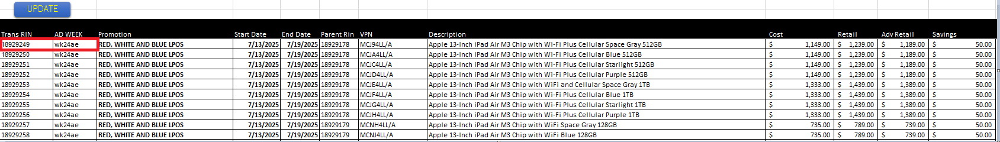 UPDATE
Trans RIN AD WEEK Promotion Start Date End Date Parent Rin VPN Description Cost Retail Adv Retail Savings
18929249 wk24ae RED, WHITE AND BLUE LPOS 7/13/2025 7/19/2025 18929178 MCJ94LL/A Apple 13-Inch iPad Air M3 Chip with Wi-Fi Plus Cellular Space Gray 512GB $ 1,149.00 $ 1,239.00 $ 1,189.00 $ 50.00
18929250 wk24ae RED, WHITE AND BLUE LPOS 7/13/2025 7/19/2025 18929178 MCJA4LL/A Apple 13-Inch iPad Air M3 Chip with Wi-Fi Plus Cellular Blue 512GB $ 1,149.00 $ 1,239.00 $ 1,189.00 $ 50.00
18929251 wk24ae RED, WHITE AND BLUE LPOS 7/13/2025 7/19/2025 18929178 MCJC4LL/A Apple 13-Inch iPad Air M3 Chip with Wi-Fi Plus Cellular Starlight 512GB $ 1,149.00 $ 1,239.00 $ 1,189.00 $ 50.00
18929252 wk24ae RED, WHITE AND BLUE LPOS 7/13/2025 7/19/2025 18929178 MCJD4LL/A Apple 13-Inch iPad Air M3 Chip with Wi-Fi Plus Cellular Purple 512GB $ 1,149.00 $ 1,239.00 $ 1,189.00 $ 50.00
18929253 wk24ae RED, WHITE AND BLUE LPOS 7/13/2025 7/19/2025 18929178 MCJE4LL/A Apple 13-Inch iPad Air M3 Chip with WiFi and Cellular Space Gray 1TB $ 1,333.00 $ 1,439.00 $ 1,389.00 $ 50.00
18929254 wk24ae RED, WHITE AND BLUE LPOS 7/13/2025 7/19/2025 18929178 MCJF4LL/A Apple 13-Inch iPad Air M3 Chip with Wi-Fi Plus Cellular Blue 1TB $ 1,333.00 $ 1,439.00 $ 1,389.00 $ 50.00
18929255 wk24ae RED, WHITE AND BLUE LPOS 7/13/2025 7/19/2025 18929178 MCJG4LL/A Apple 13-Inch iPad Air M3 Chip with Wi-Fi Plus Cellular Starlight 1TB $ 1,333.00 $ 1,439.00 $ 1,389.00 $ 50.00
18929256 wk24ae RED, WHITE AND BLUE LPOS 7/13/2025 7/19/2025 18929178 MCJH4LL/A Apple 13-Inch iPad Air M3 Chip with Wi-Fi Plus Cellular Purple 1TB $ 1,333.00 $ 1,439.00 $ 1,389.00 $ 50.00
18929257 wk24ae RED, WHITE AND BLUE LPOS 7/13/2025 7/19/2025 18929179 MCNH4LL/A Apple 13-Inch iPad Air M3 Chip with WiFi Space Gray 128GB $ 735.00 $ 789.00 $ 739.00 $ 50.00
18929258 wk24ae RED, WHITE AND BLUE LPOS 7/13/2025 7/19/2025 18929179 MCNJ4LL/A Apple 13-Inch iPad Air M3 Chip with WiFi Blue 128GB $ 735.00 $ 789.00 $ 739.00 $ 50.00